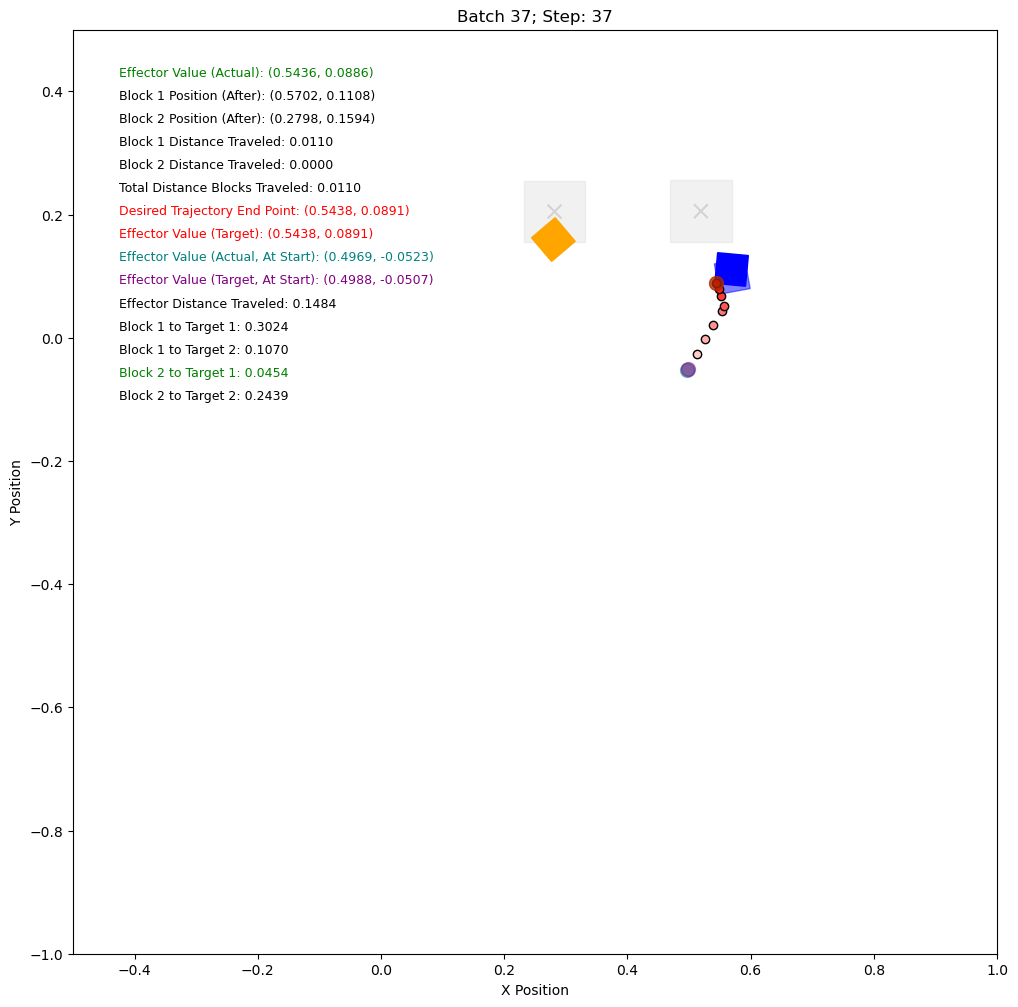 Batch 37; Step: 37
Effector Value (Actual): (0.5436, 0.0886)
Block 1 Position (After): (0.5702, 0.1108)
Block 2 Position (After): (0.2798, 0.1594)
Block 1 Distance Traveled: 0.0110
Block 2 Distance Traveled: 0.0000
Total Distance Blocks Traveled: 0.0110
Desired Trajectory End Point: (0.5438, 0.0891)
Effector Value (Target): (0.5438, 0.0891)
Effector Value (Actual, At Start): (0.4969, -0.0523)
Effector Value (Target, At Start): (0.4988, -0.0507)
Effector Distance Traveled: 0.1484
Block 1 to Target 1: 0.3024
Block 1 to Target 2: 0.1070
Block 2 to Target 1: 0.0454
Block 2 to Target 2: 0.2439
Y Position
0.4
0.2
0.0
−0.2
−0.4
−0.6
−0.8
−1.0
−0.4 −0.2 0.0 0.2 0.4 0.6 0.8 1.0
X Position